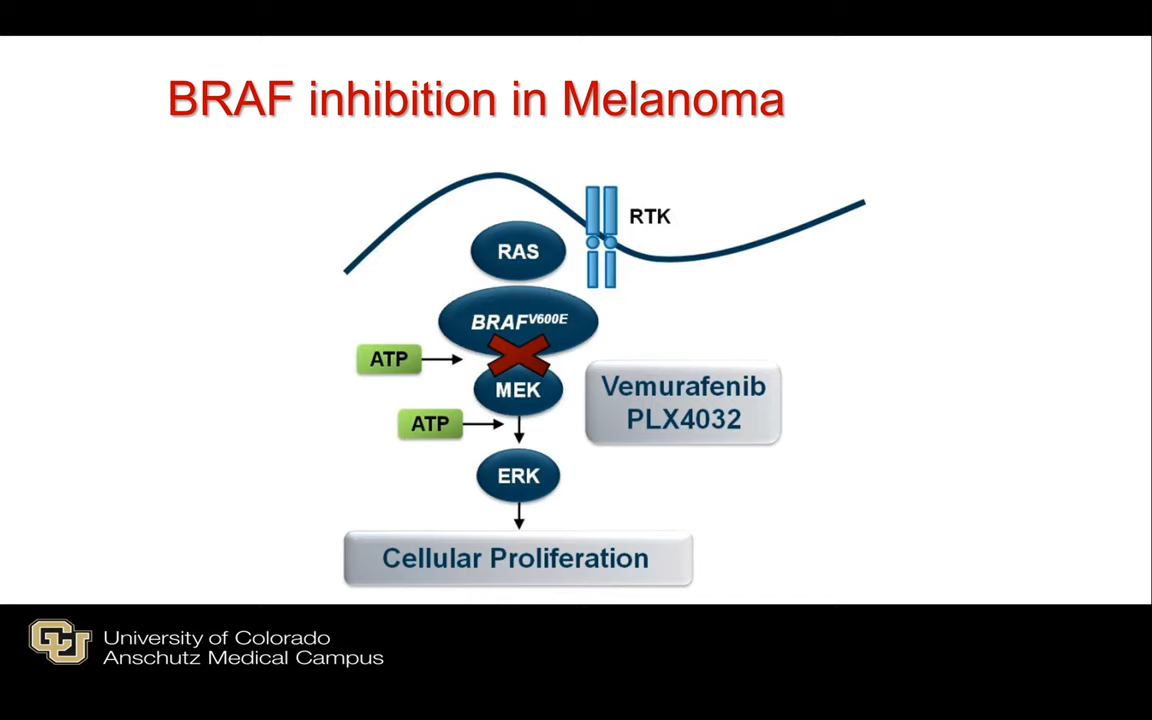 BRAF inhibition in Melanoma
RTK
RAS
BRAFV600E
ATP
MEK
Vemurafenib
PLX4032
ATP
ERK
Cellular Proliferation
CU
University of Colorado
Anschutz Medical Campus